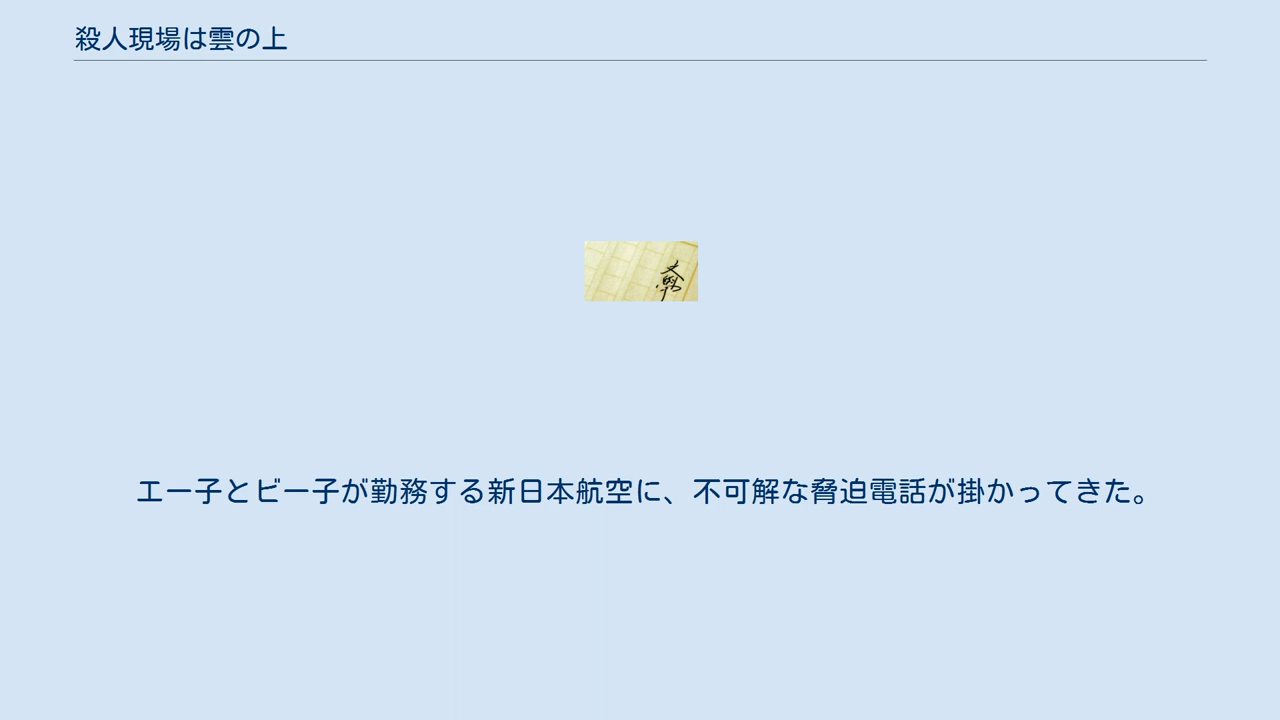 殺人現場は雲の上
エー子とビー子が勤務する新日本航空に、不可解な脅迫電話が掛かってきた。